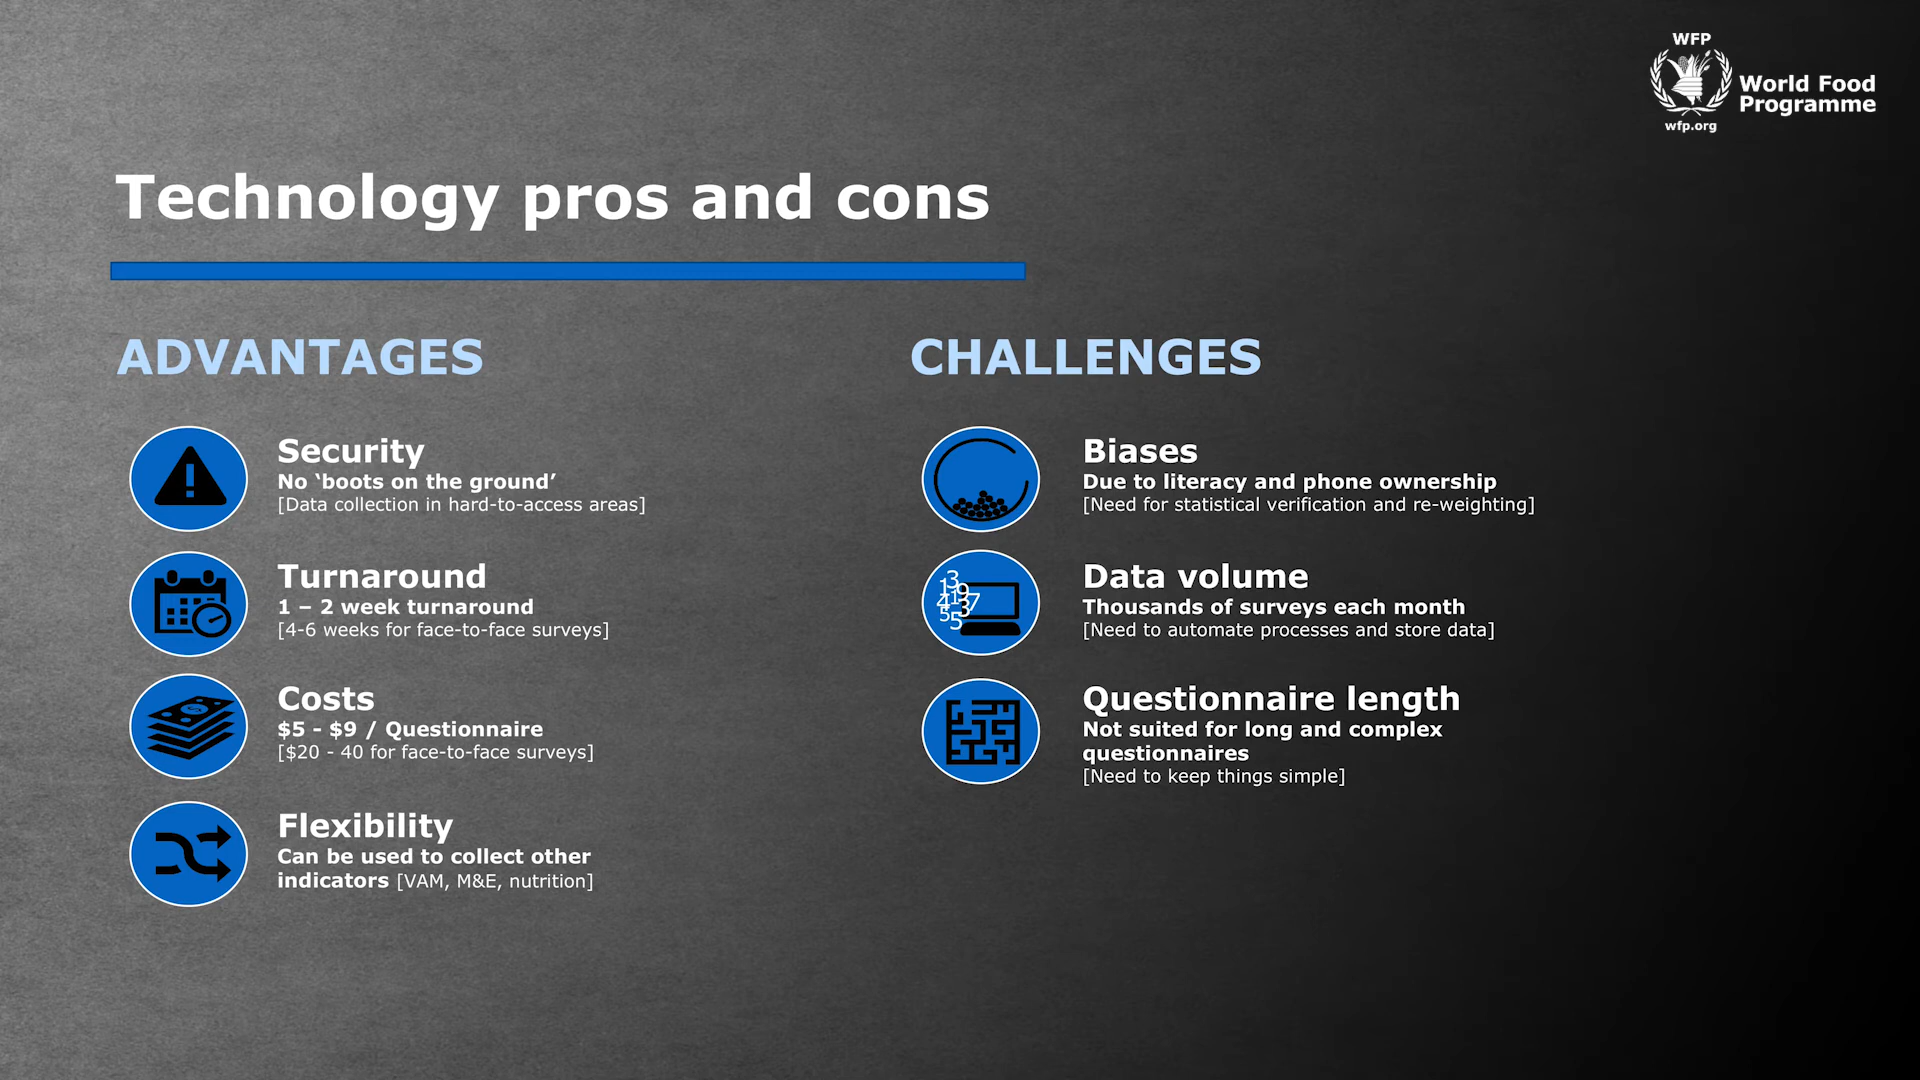 WFP
World Food
Programme
wfp.org
Technology pros and cons
ADVANTAGES
Security
No ‘boots on the ground’
[Data collection in hard-to-access areas]
Turnaround
1 – 2 week turnaround
[4-6 weeks for face-to-face surveys]
Costs
$5 - $9 / Questionnaire
[$20 - 40 for face-to-face surveys]
Flexibility
Can be used to collect other
indicators [VAM, M&E, nutrition]
CHALLENGES
Biases
Due to literacy and phone ownership
[Need for statistical verification and re-weighting]
Data volume
Thousands of surveys each month
[Need to automate processes and store data]
Questionnaire length
Not suited for long and complex
questionnaires
[Need to keep things simple]